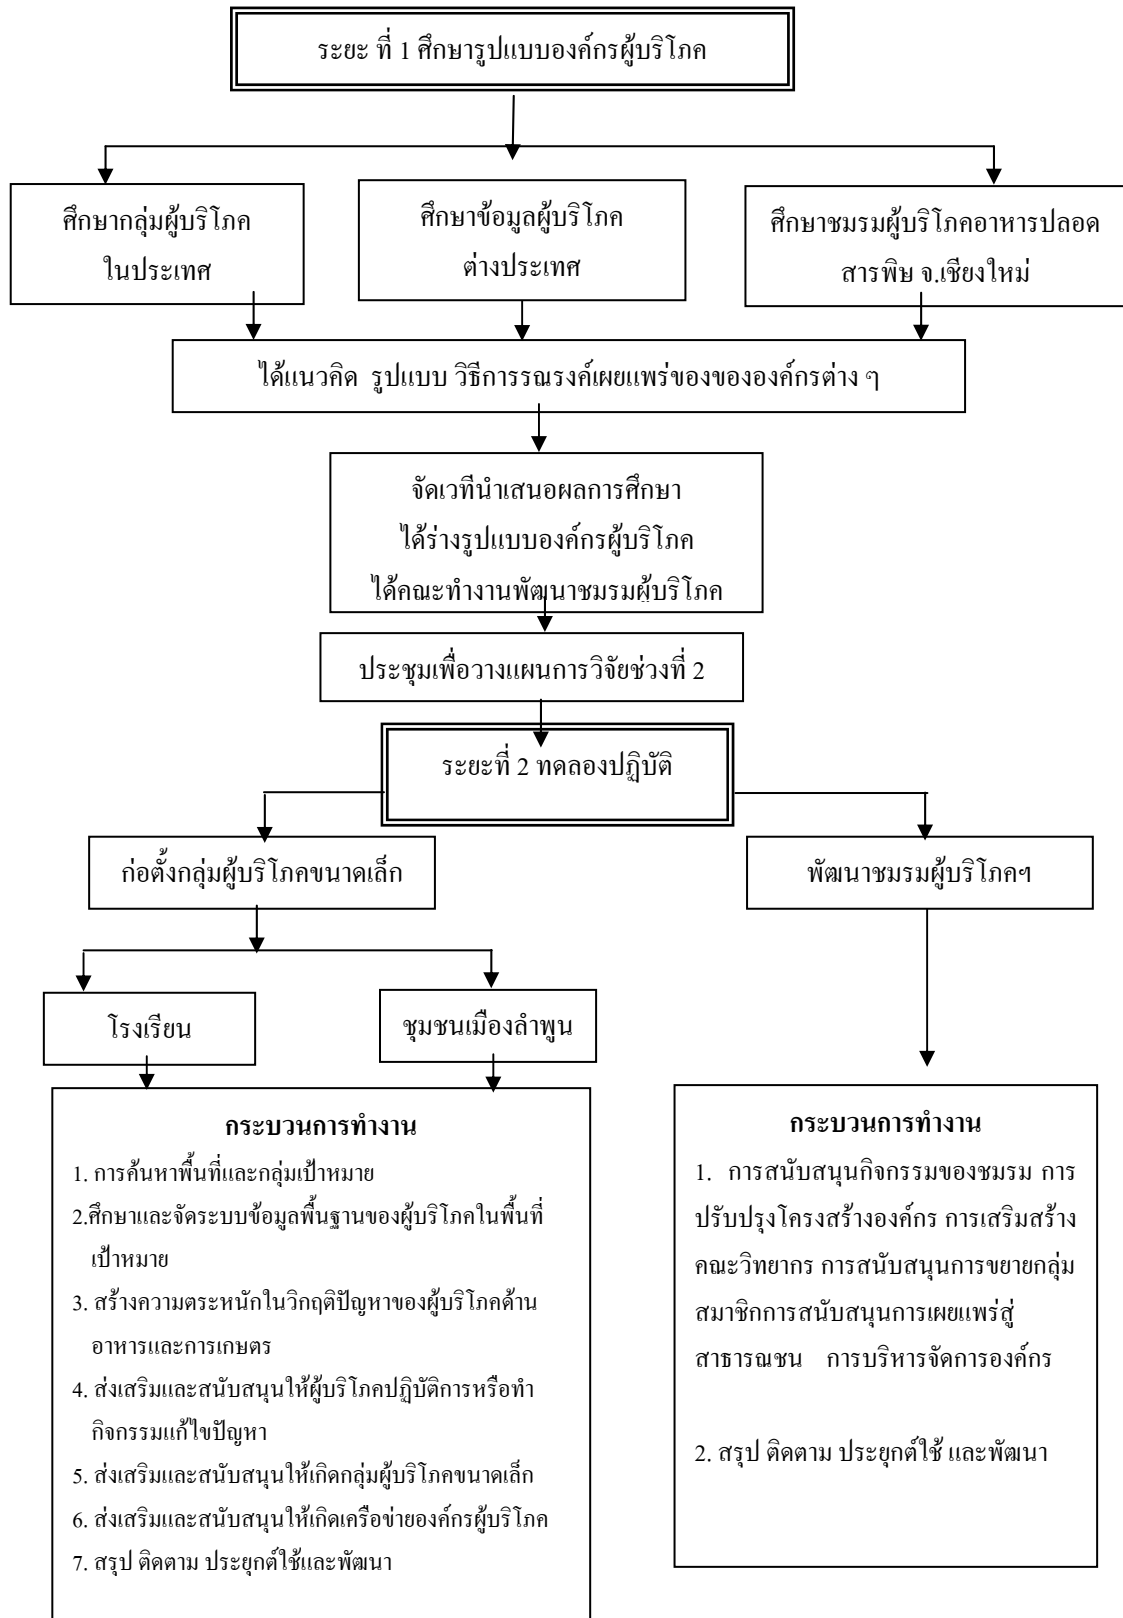 ระยะ ที่ 1 ศึกษารูปแบบองค์กรผู้บริโภค
ศึกษากลุ่มผู้บริโภค
ในประเทศ
ศึกษาข้อมูลผู้บริโภค
ต่างประเทศ
ศึกษาชมรมผู้บริโภคอาหารปลอด
สารพิษ จ.เชียงใหม่
ได้แนวคิด รูปแบบ วิธีการรณรงค์เผยแพร่ของขององค์กรต่าง ๆ
จัดเวทีนำเสนอผลการศึกษา
ได้ร่างรูปแบบองค์กรผู้บริโภค
ได้คณะทำงานพัฒนาชมรมผู้บริโภค
ประชุมเพื่อวางแผนการวิจัยช่วงที่ 2
ระยะที่ 2 ทดลองปฏิบัติ
ก่อตั้งกลุ่มผู้บริโภคขนาดเล็ก
พัฒนาชมรมผู้บริโภคฯ
โรงเรียน
ชุมชนเมืองลำพูน
กระบวนการทำงาน
1. การค้นหาพื้นที่และกลุ่มเป้าหมาย
2.ศึกษาและจัดระบบข้อมูลพื้นฐานของผู้บริโภคในพื้นที่
เป้าหมาย
3. สร้างความตระหนักในวิกฤติปัญหาของผู้บริโภคด้าน
อาหารและการเกษตร
4. ส่งเสริมและสนับสนุนให้ผู้บริโภคปฏิบัติการหรือทำ
กิจกรรมแก้ไขปัญหา
5. ส่งเสริมและสนับสนุนให้เกิดกลุ่มผู้บริโภคขนาดเล็ก
6. ส่งเสริมและสนับสนุนให้เกิดเครือข่ายองค์กรผู้บริโภค
7. สรุป ติดตาม ประยุกต์ใช้และพัฒนา
กระบวนการทำงาน
1. การสนับสนุนกิจกรรมของชมรม การ
ปรับปรุงโครงสร้างองค์กร การเสริมสร้าง
คณะวิทยากร การสนับสนุนการขยายกลุ่ม
สมาชิกการสนับสนุนการเผยแพร่สู่
สาธารณชน การบริหารจัดการองค์กร
2. สรุป ติดตาม ประยุกต์ใช้ และพัฒนา